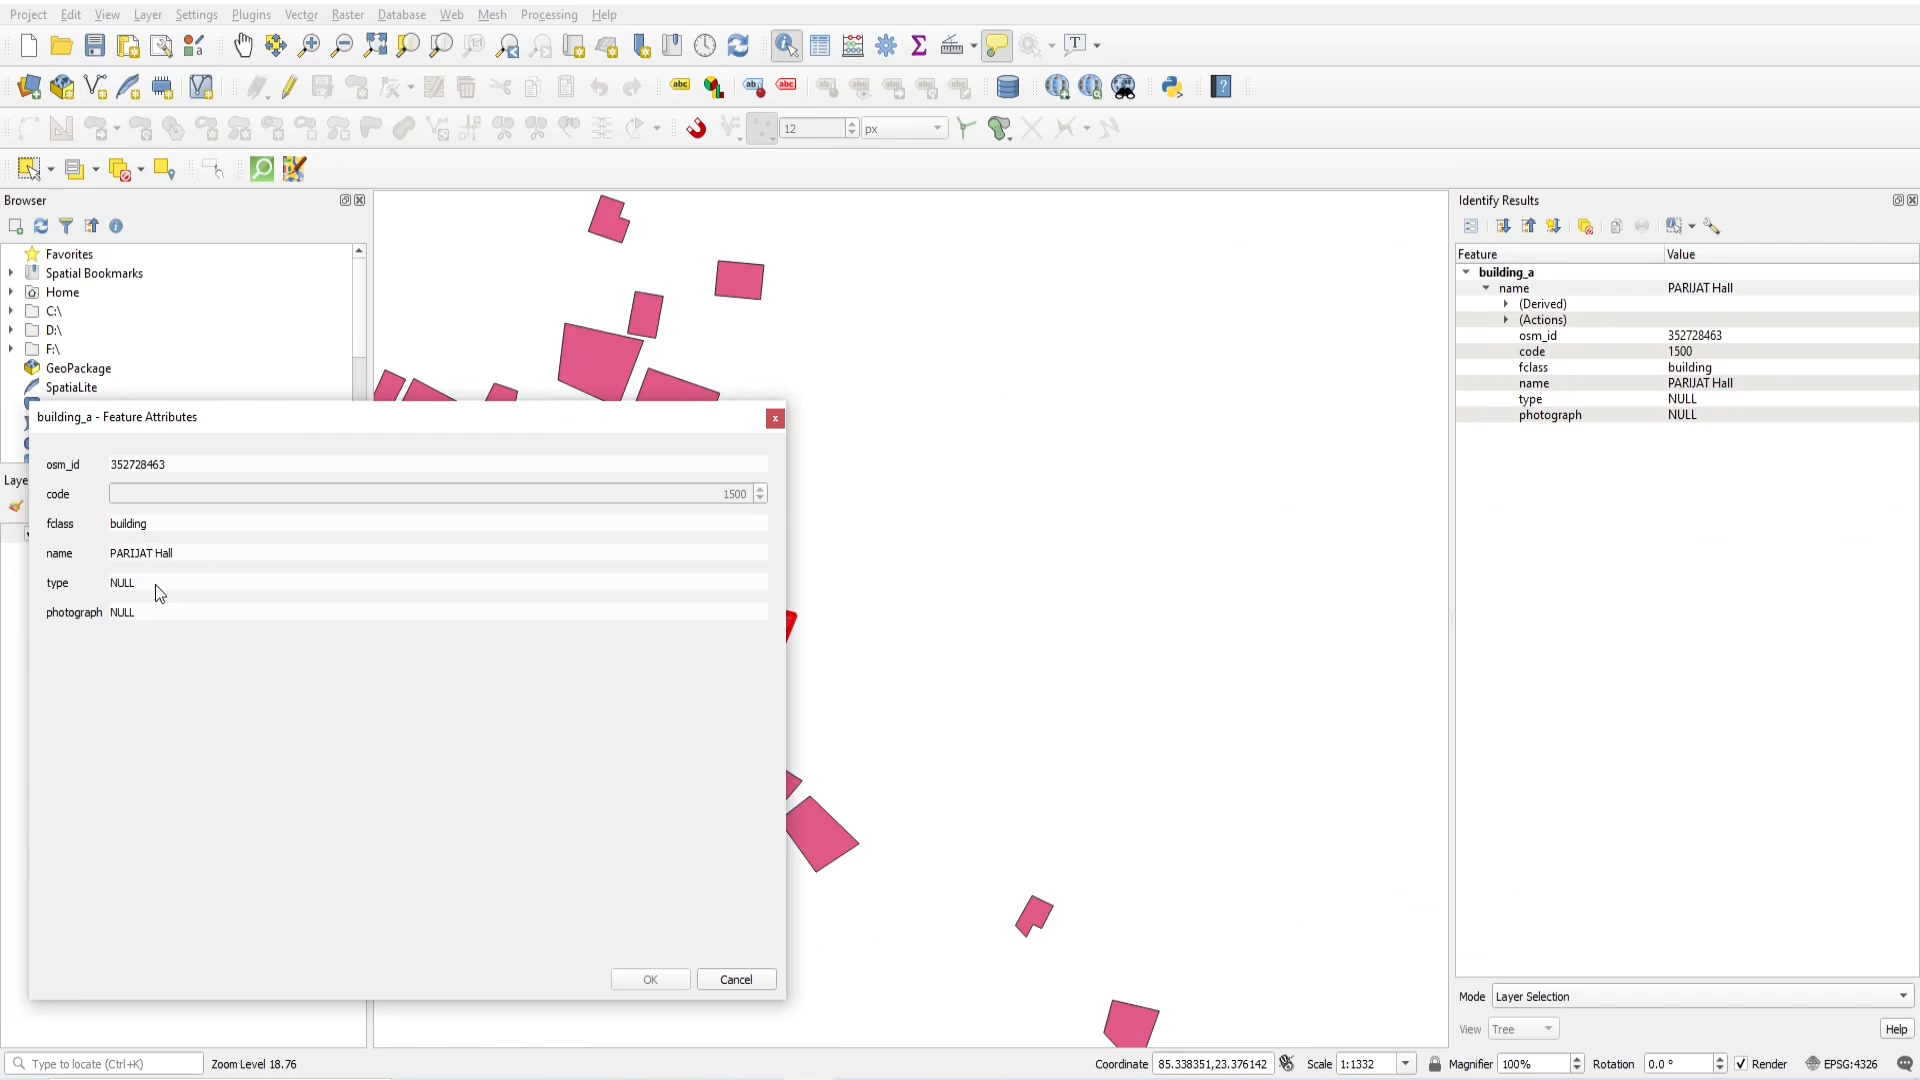 Project Edit View Layer Settings Plugins Vector Raster Database Web Mesh Processing Help
12 px
Browser
Favorites
Spatial Bookmarks
Home
C:\
D:\
F:\
GeoPackage
SpatiaLite
Laye
building_a - Feature Attributes
osm_id 352728463
code 1500
fclass building
name PARIJAT Hall
type NULL
photograph NULL
OK Cancel
Identify Results
Feature Value
building_a
name PARIJAT Hall
(Derived)
(Actions)
osm_id 352728463
code 1500
fclass building
name PARIJAT Hall
type NULL
photograph NULL
Mode Layer Selection
View Tree Help
Type to locate (Ctrl+K) Zoom Level 18.76 Coordinate 85.338351,23.376142 Scale 1:1332 Magnifier 100% Rotation 0.0 ° Render EPSG:4326